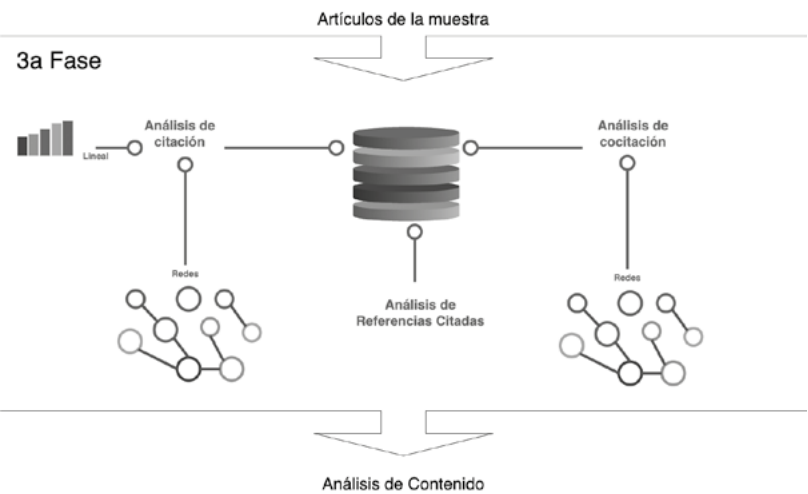 Artículos de la muestra
3a Fase
Análisis de
citación
Lineal
Análisis de
cocitación
Redes
Redes
Análisis de
Referencias Citadas
Análisis de Contenido